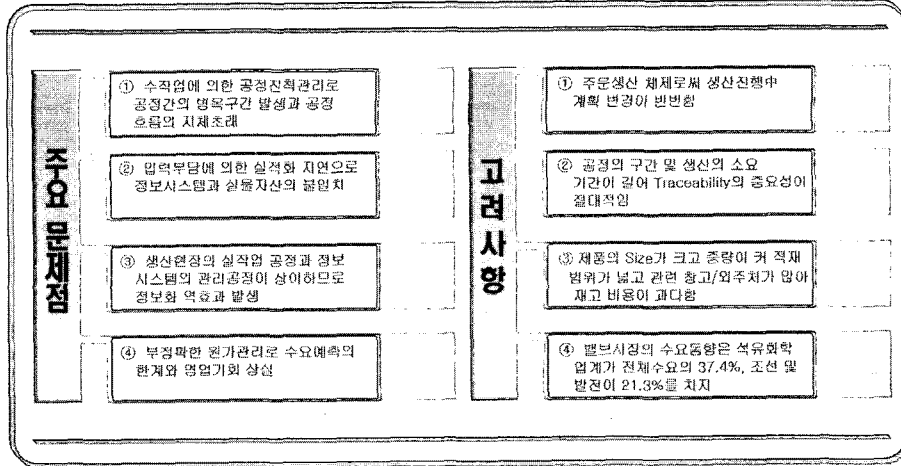 주요 문제점
① 수작업에 의한 공정진척관리로
공정간의 병목구간 발생과 공정
흐름의 지체초래
② 입력부담에 의한 실적화 지연으로
정보시스템과 실물자산의 불일치
③ 생산현장의 실작업 공정과 정보
시스템의 관리공정이 상이하므로
정보화 역효과 발생
④ 부정확한 원가관리로 수요예측의
한계와 영업기회 상실
고려사항
① 주문생산 체제로써 생산진행中
계획 변경이 빈번함
② 공정의 구간 및 생산의 소요
기간이 길어 Traceability의 중요성이
절대적임
③ 제품의 Size가 크고 중량이 커 적재
범위가 넓고 관련 창고/외주처가 많아
재고 비용이 과다함
④ 밸브시장의 수요동향은 석유화학
업계가 전체수요의 37.4%, 조선 및
발전이 21.3%를 차지